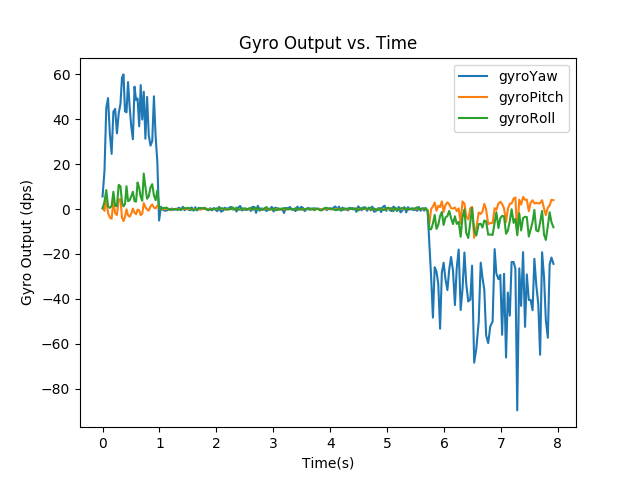 Gyro Output vs. Time
gyroYaw
gyroPitch
gyroRoll
60
40
20
0
−20
−40
−60
−80
Gyro Output (dps)
0 1 2 3 4 5 6 7 8
Time(s)